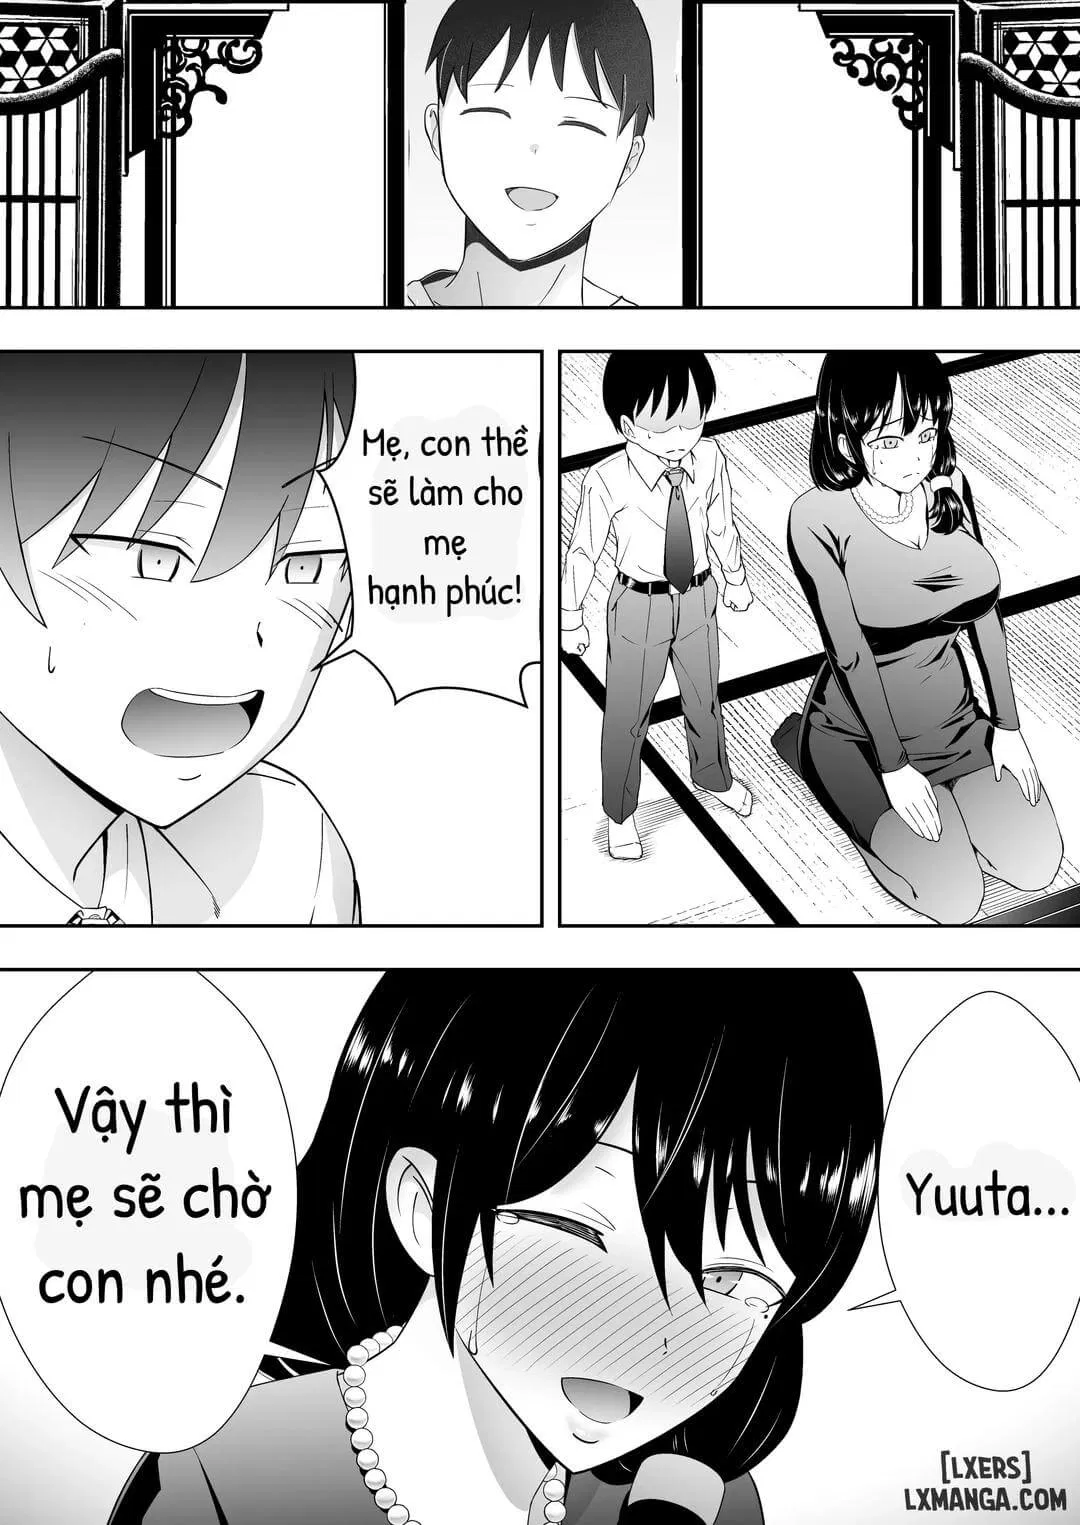 Mẹ, con thề
sẽ làm cho
mẹ
hạnh phúc!
Yuuta...
Vậy thì
mẹ sẽ chờ
con nhé.
[LXERS]
LXMANGA.COM